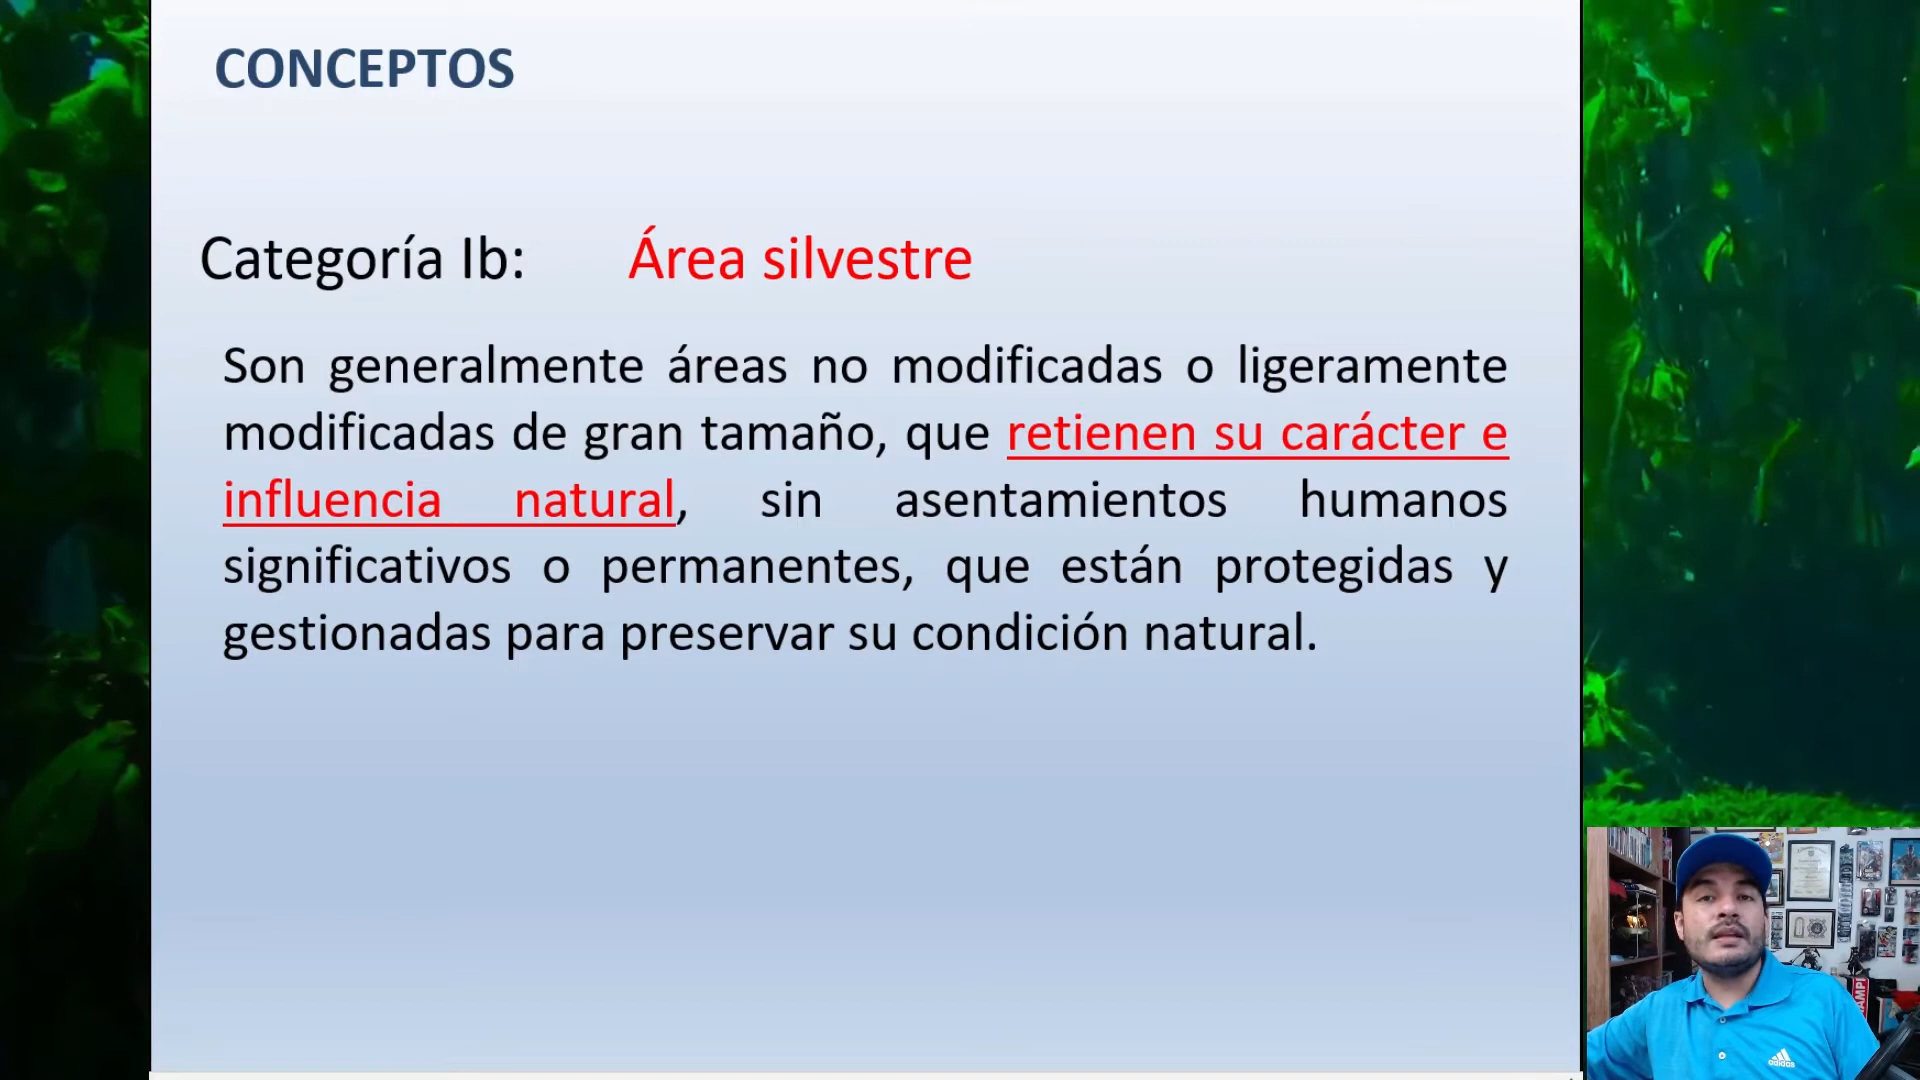 CONCEPTOS
Categoría Ib: Área silvestre
Son generalmente áreas no modificadas o ligeramente
modificadas de gran tamaño, que retienen su carácter e
influencia natural, sin asentamientos humanos
significativos o permanentes, que están protegidas y
gestionadas para preservar su condición natural.
adidas